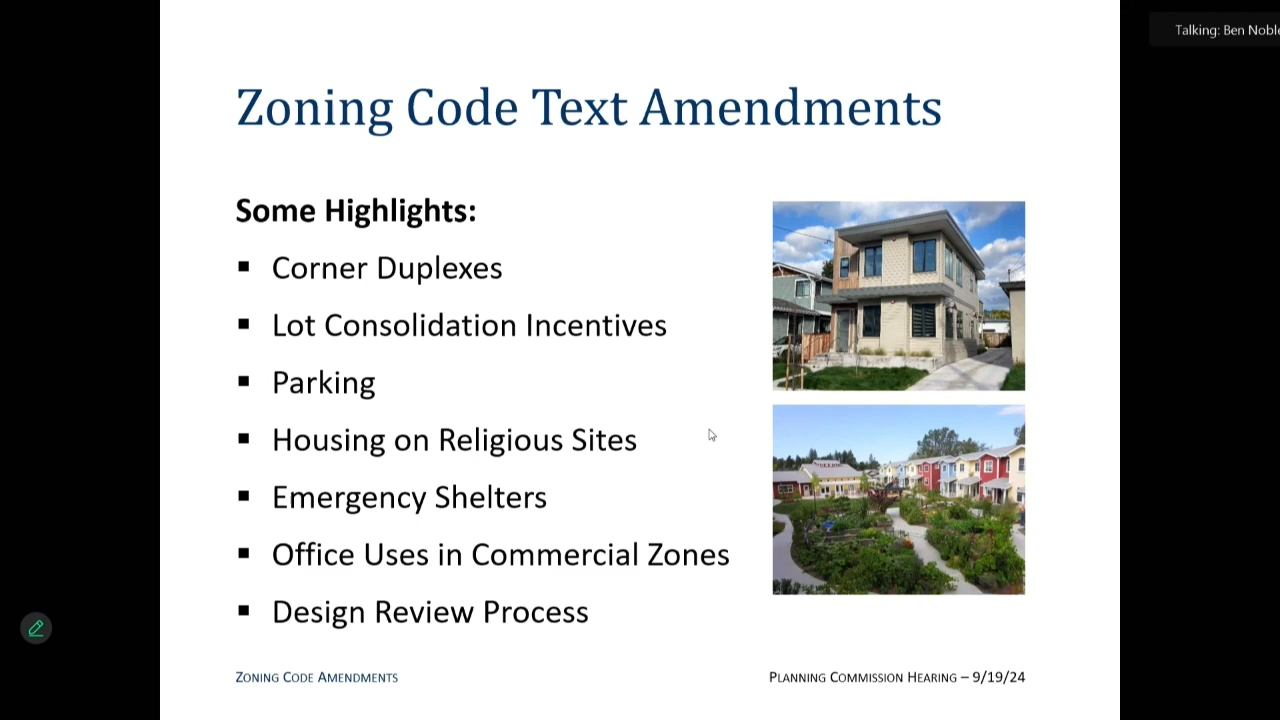 Talking: Ben Noble
Zoning Code Text Amendments
Some Highlights:
Corner Duplexes
Lot Consolidation Incentives
Parking
Housing on Religious Sites
Emergency Shelters
Office Uses in Commercial Zones
Design Review Process
Zoning Code Amendments
Planning Commission Hearing – 9/19/24